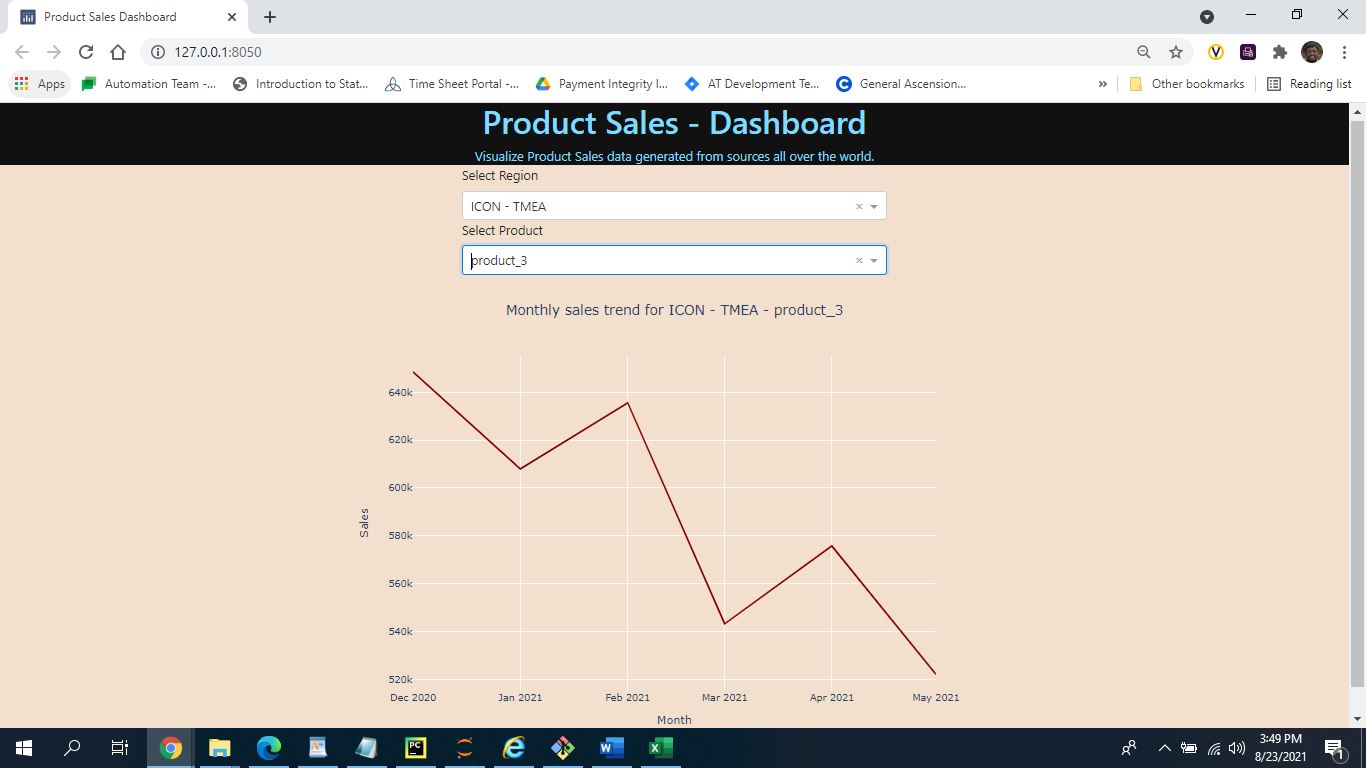 Product Sales Dashboard
127.0.0.1:8050
Apps Automation Team -... Introduction to Stat... Time Sheet Portal -... Payment Integrity I... AT Development Te... General Ascension... » Other bookmarks Reading list
Product Sales - Dashboard
Visualize Product Sales data generated from sources all over the world.
Select Region
ICON - TMEA
Select Product
product_3
Monthly sales trend for ICON - TMEA - product_3
640k
620k
600k
580k
560k
540k
520k
Sales
Dec 2020 Jan 2021 Feb 2021 Mar 2021 Apr 2021 May 2021
Month
3:49 PM
8/23/2021
1